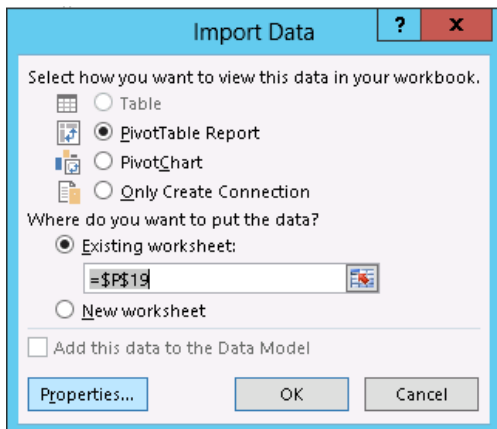 Import Data
?
x
Select how you want to view this data in your workbook.
Table
PivotTable Report
PivotChart
Only Create Connection
Where do you want to put the data?
Existing worksheet:
=$P$19
New worksheet
Add this data to the Data Model
Properties... OK Cancel